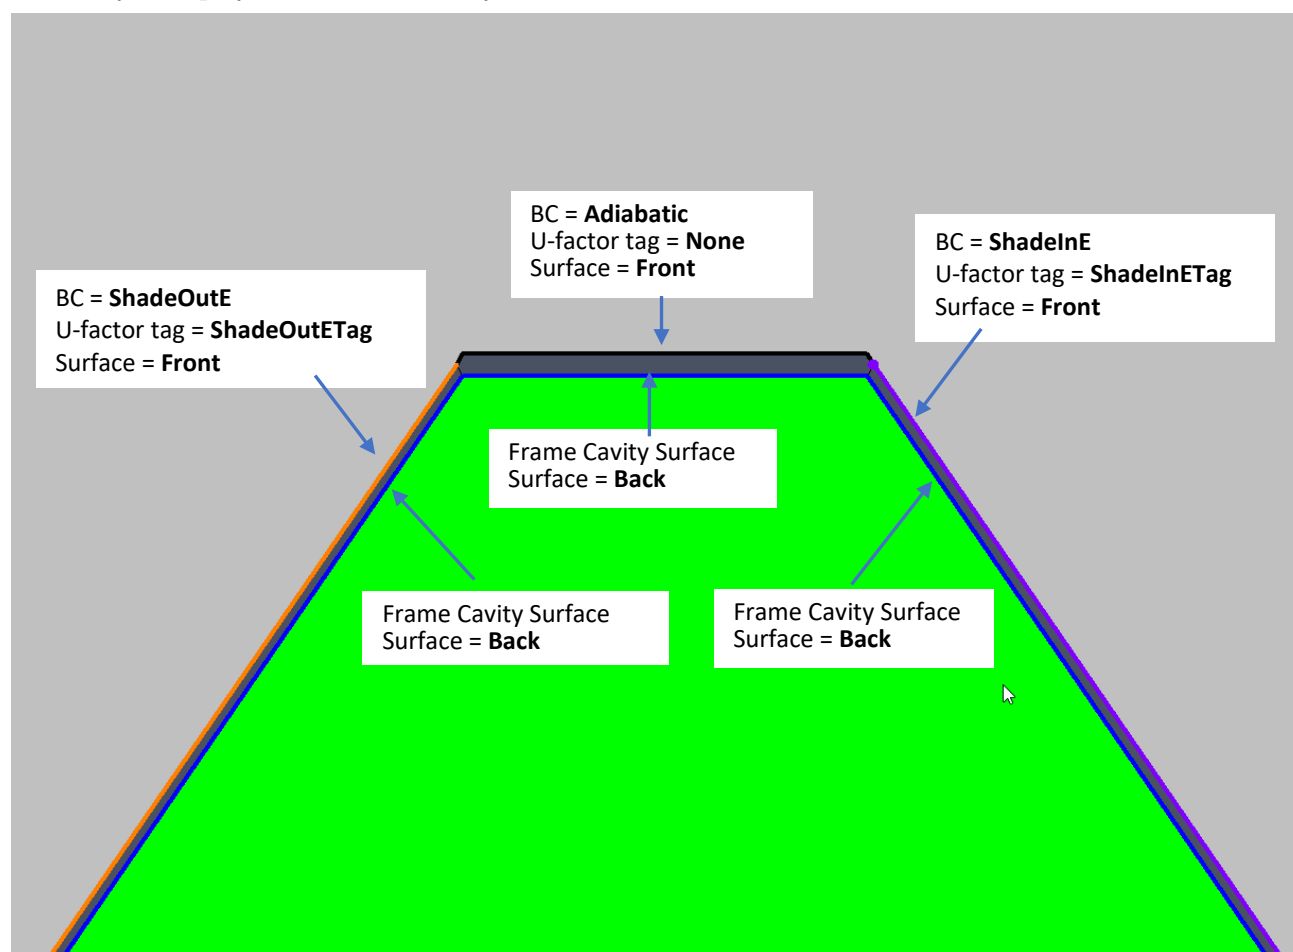 BC = Adiabatic
U-factor tag = None
Surface = Front
BC = ShadeInE
U-factor tag = ShadeInETag
Surface = Front
BC = ShadeOutE
U-factor tag = ShadeOutETag
Surface = Front
Frame Cavity Surface
Surface = Back
Frame Cavity Surface
Surface = Back
Frame Cavity Surface
Surface = Back